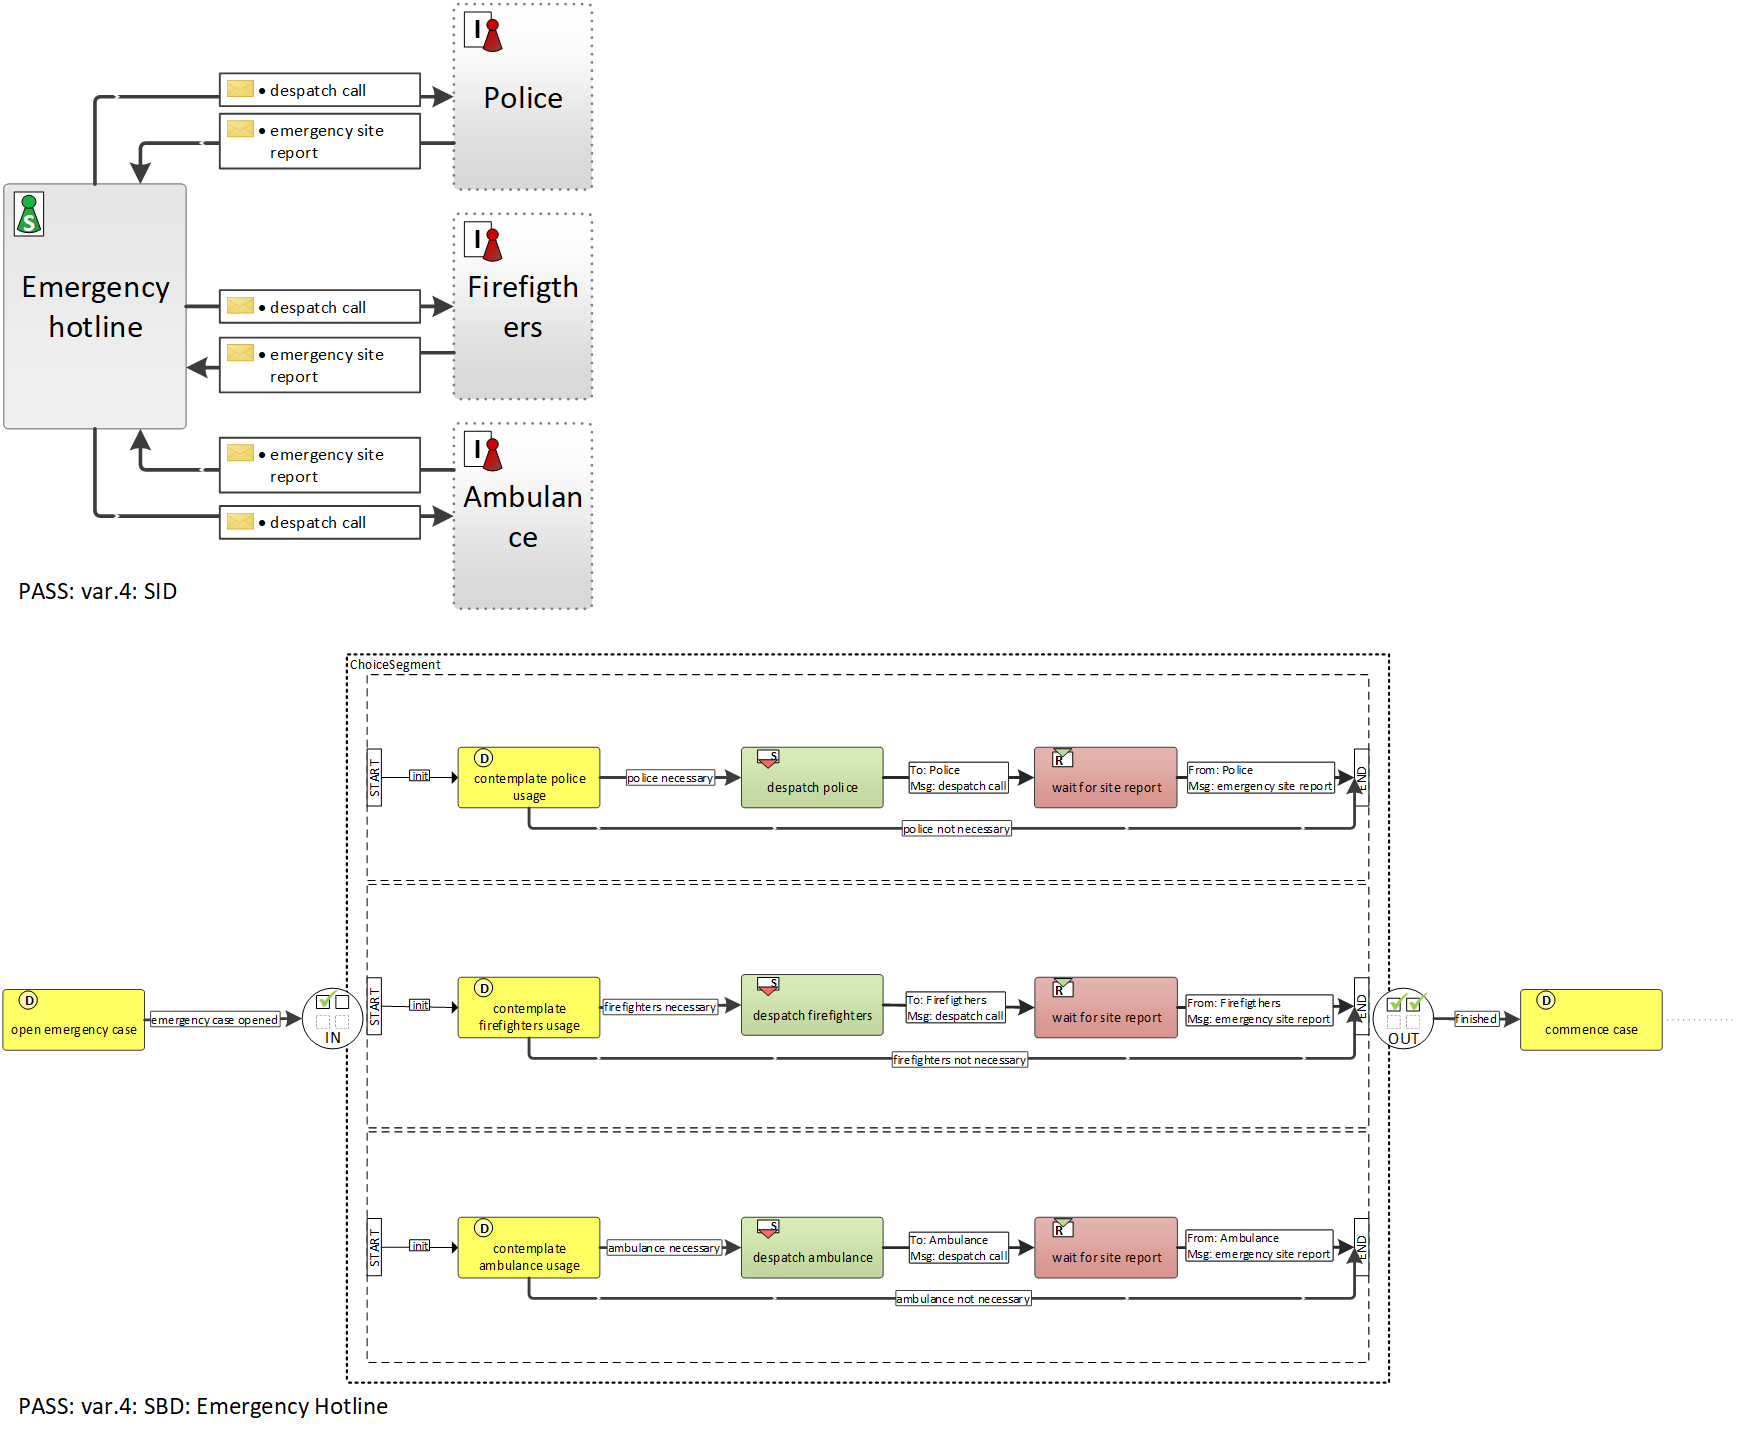 I
Police
• despatch call
• emergency site
report
S
Emergency
hotline
I
Firefigth
ers
• despatch call
• emergency site
report
I
Ambulan
ce
• emergency site
report
• despatch call
PASS: var.4: SID
ChoiceSegment
START
init
D
contemplate police
usage
police necessary
S
despatch police
To: Police
Msg: despatch call
R
wait for site report
From: Police
Msg: emergency site report
END
police not necessary
D
open emergency case
emergency case opened
IN
START
init
D
contemplate
firefighters usage
firefighters necessary
S
despatch firefighters
To: Firefigthers
Msg: despatch call
R
wait for site report
From: Firefigthers
Msg: emergency site report
END
firefighters not necessary
OUT
finished
D
commence case
START
init
D
contemplate
ambulance usage
ambulance necessary
S
despatch ambulance
To: Ambulance
Msg: despatch call
R
wait for site report
From: Ambulance
Msg: emergency site report
END
ambulance not necessary
PASS: var.4: SBD: Emergency Hotline